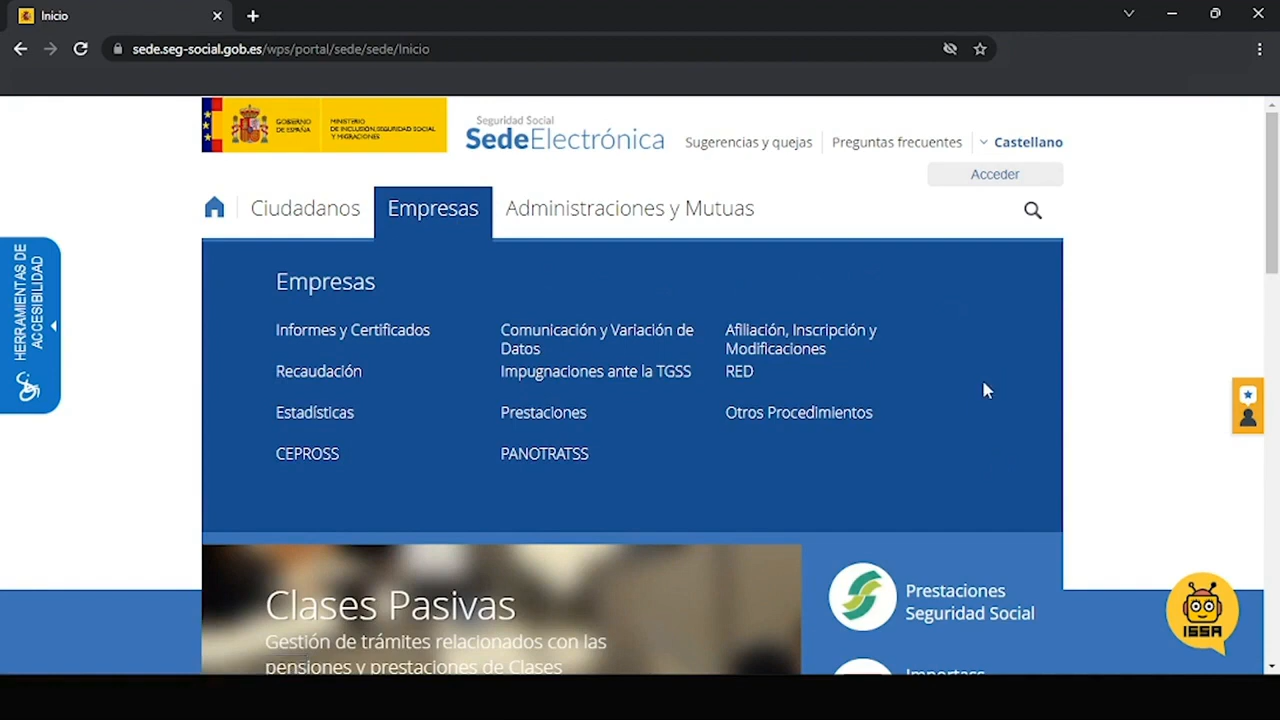 Inicio
sede.seg-social.gob.es/wps/portal/sede/sede/Inicio
GOBIERNO
DE ESPAÑA
MINISTERIO
DE INCLUSIÓN, SEGURIDAD SOCIAL
Y MIGRACIONES
Seguridad Social
SedeElectrónica
Sugerencias y quejas
Preguntas frecuentes
Castellano
Acceder
Ciudadanos
Empresas
Administraciones y Mutuas
HERRAMIENTAS DE
ACCESIBILIDAD
Empresas
Informes y Certificados
Comunicación y Variación de
Datos
Afiliación, Inscripción y
Modificaciones
Recaudación
Impugnaciones ante la TGSS
RED
Estadísticas
Prestaciones
Otros Procedimientos
CEPROSS
PANOTRATSS
Clases Pasivas
Gestión de trámites relacionados con las
pensiones y prestaciones de Clases
Prestaciones
Seguridad Social
Importass
ISSA